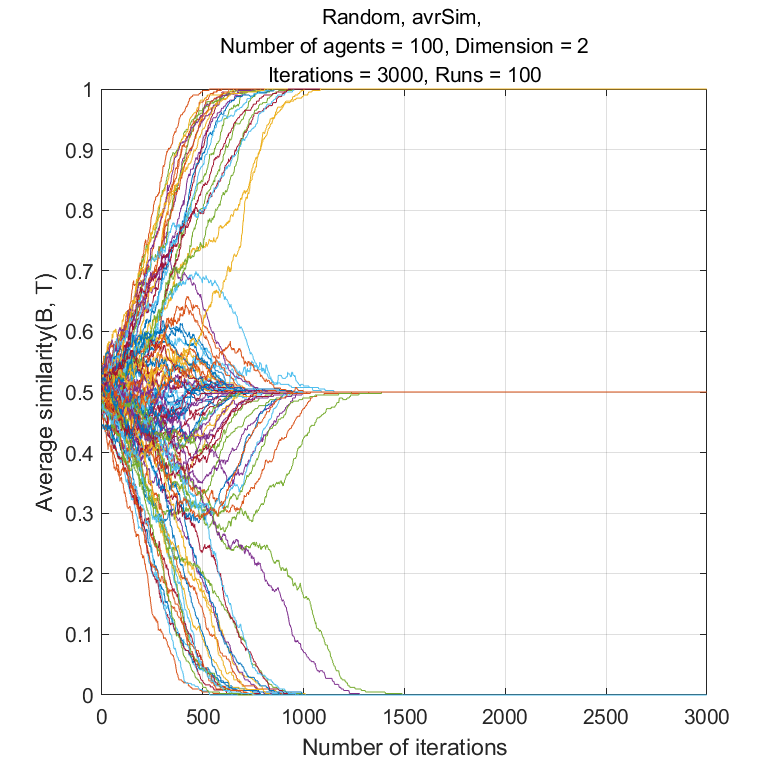 Random, avrSim,
Number of agents = 100, Dimension = 2
Iterations = 3000, Runs = 100
1
0.9
0.8
0.7
0.6
0.5
0.4
0.3
0.2
0.1
0
Average similarity(B, T)
0 500 1000 1500 2000 2500 3000
Number of iterations